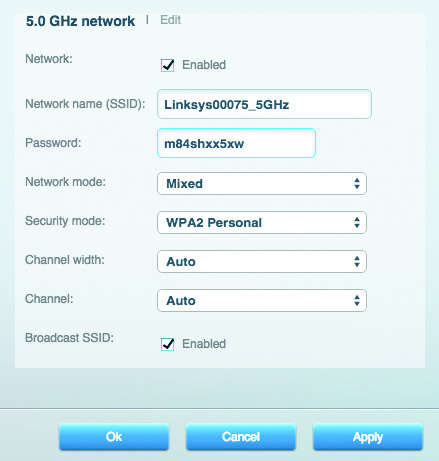 5.0 GHz network | Edit
Network: Enabled
Network name (SSID): Linksys00075_5GHz
Password: m84shxx5xw
Network mode: Mixed
Security mode: WPA2 Personal
Channel width: Auto
Channel: Auto
Broadcast SSID: Enabled
Ok Cancel Apply